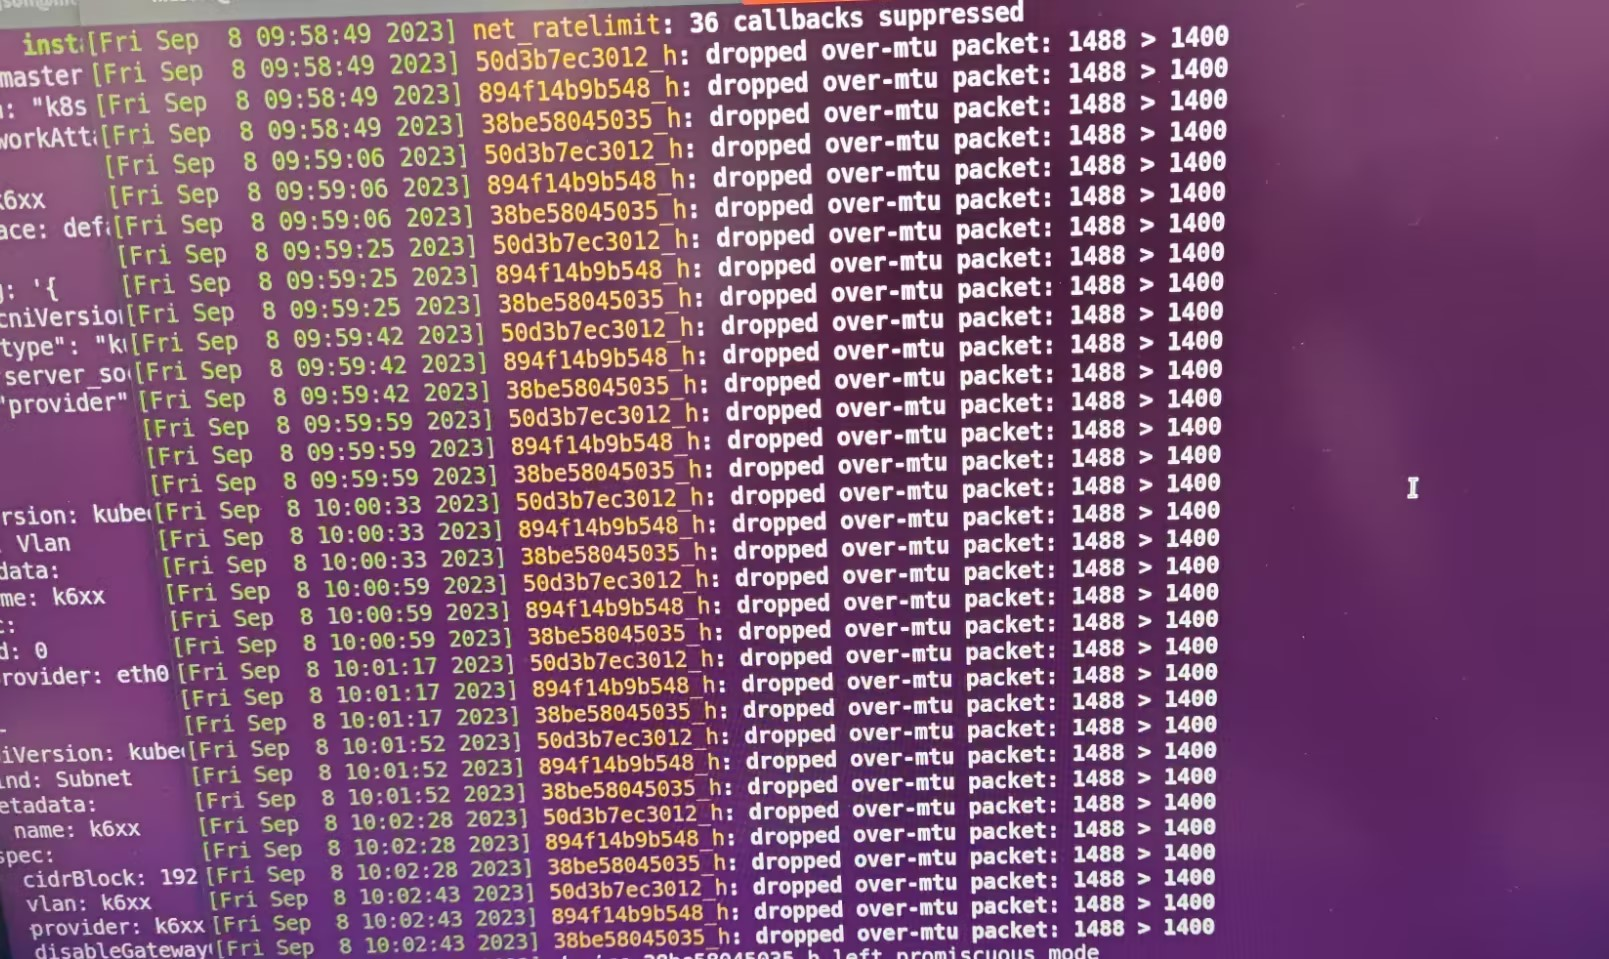 inst
master
: "k8s
workAtt
k6xx
ace: def
: '{
cniVersion
type": "k
server_so
"provider"
rsion: kube
Vlan
data:
me: k6xx
c:
d: 0
rovider: eth0
-
iVersion: kube
ind: Subnet
etadata:
name: k6xx
spec:
cidrBlock: 192
vlan: k6xx
provider: k6xx
disableGateway
[Fri Sep  8 09:58:49 2023] net_ratelimit: 36 callbacks suppressed
[Fri Sep  8 09:58:49 2023] 50d3b7ec3012_h: dropped over-mtu packet: 1488 > 1400
[Fri Sep  8 09:58:49 2023] 894f14b9b548_h: dropped over-mtu packet: 1488 > 1400
[Fri Sep  8 09:58:49 2023] 38be58045035_h: dropped over-mtu packet: 1488 > 1400
[Fri Sep  8 09:59:06 2023] 50d3b7ec3012_h: dropped over-mtu packet: 1488 > 1400
[Fri Sep  8 09:59:06 2023] 894f14b9b548_h: dropped over-mtu packet: 1488 > 1400
[Fri Sep  8 09:59:06 2023] 38be58045035_h: dropped over-mtu packet: 1488 > 1400
[Fri Sep  8 09:59:25 2023] 50d3b7ec3012_h: dropped over-mtu packet: 1488 > 1400
[Fri Sep  8 09:59:25 2023] 894f14b9b548_h: dropped over-mtu packet: 1488 > 1400
[Fri Sep  8 09:59:25 2023] 38be58045035_h: dropped over-mtu packet: 1488 > 1400
[Fri Sep  8 09:59:42 2023] 50d3b7ec3012_h: dropped over-mtu packet: 1488 > 1400
[Fri Sep  8 09:59:42 2023] 894f14b9b548_h: dropped over-mtu packet: 1488 > 1400
[Fri Sep  8 09:59:42 2023] 38be58045035_h: dropped over-mtu packet: 1488 > 1400
[Fri Sep  8 09:59:59 2023] 50d3b7ec3012_h: dropped over-mtu packet: 1488 > 1400
[Fri Sep  8 09:59:59 2023] 894f14b9b548_h: dropped over-mtu packet: 1488 > 1400
[Fri Sep  8 09:59:59 2023] 38be58045035_h: dropped over-mtu packet: 1488 > 1400
[Fri Sep  8 10:00:33 2023] 50d3b7ec3012_h: dropped over-mtu packet: 1488 > 1400
[Fri Sep  8 10:00:33 2023] 894f14b9b548_h: dropped over-mtu packet: 1488 > 1400
[Fri Sep  8 10:00:33 2023] 38be58045035_h: dropped over-mtu packet: 1488 > 1400
[Fri Sep  8 10:00:59 2023] 50d3b7ec3012_h: dropped over-mtu packet: 1488 > 1400
[Fri Sep  8 10:00:59 2023] 894f14b9b548_h: dropped over-mtu packet: 1488 > 1400
[Fri Sep  8 10:00:59 2023] 38be58045035_h: dropped over-mtu packet: 1488 > 1400
[Fri Sep  8 10:01:17 2023] 50d3b7ec3012_h: dropped over-mtu packet: 1488 > 1400
[Fri Sep  8 10:01:17 2023] 894f14b9b548_h: dropped over-mtu packet: 1488 > 1400
[Fri Sep  8 10:01:17 2023] 38be58045035_h: dropped over-mtu packet: 1488 > 1400
[Fri Sep  8 10:01:52 2023] 50d3b7ec3012_h: dropped over-mtu packet: 1488 > 1400
[Fri Sep  8 10:01:52 2023] 894f14b9b548_h: dropped over-mtu packet: 1488 > 1400
[Fri Sep  8 10:01:52 2023] 38be58045035_h: dropped over-mtu packet: 1488 > 1400
[Fri Sep  8 10:02:28 2023] 50d3b7ec3012_h: dropped over-mtu packet: 1488 > 1400
[Fri Sep  8 10:02:28 2023] 894f14b9b548_h: dropped over-mtu packet: 1488 > 1400
[Fri Sep  8 10:02:28 2023] 38be58045035_h: dropped over-mtu packet: 1488 > 1400
[Fri Sep  8 10:02:43 2023] 50d3b7ec3012_h: dropped over-mtu packet: 1488 > 1400
[Fri Sep  8 10:02:43 2023] 894f14b9b548_h: dropped over-mtu packet: 1488 > 1400
[Fri Sep  8 10:02:43 2023] 38be58045035_h: dropped over-mtu packet: 1488 > 1400
38be58045035_h left promiscuous mode